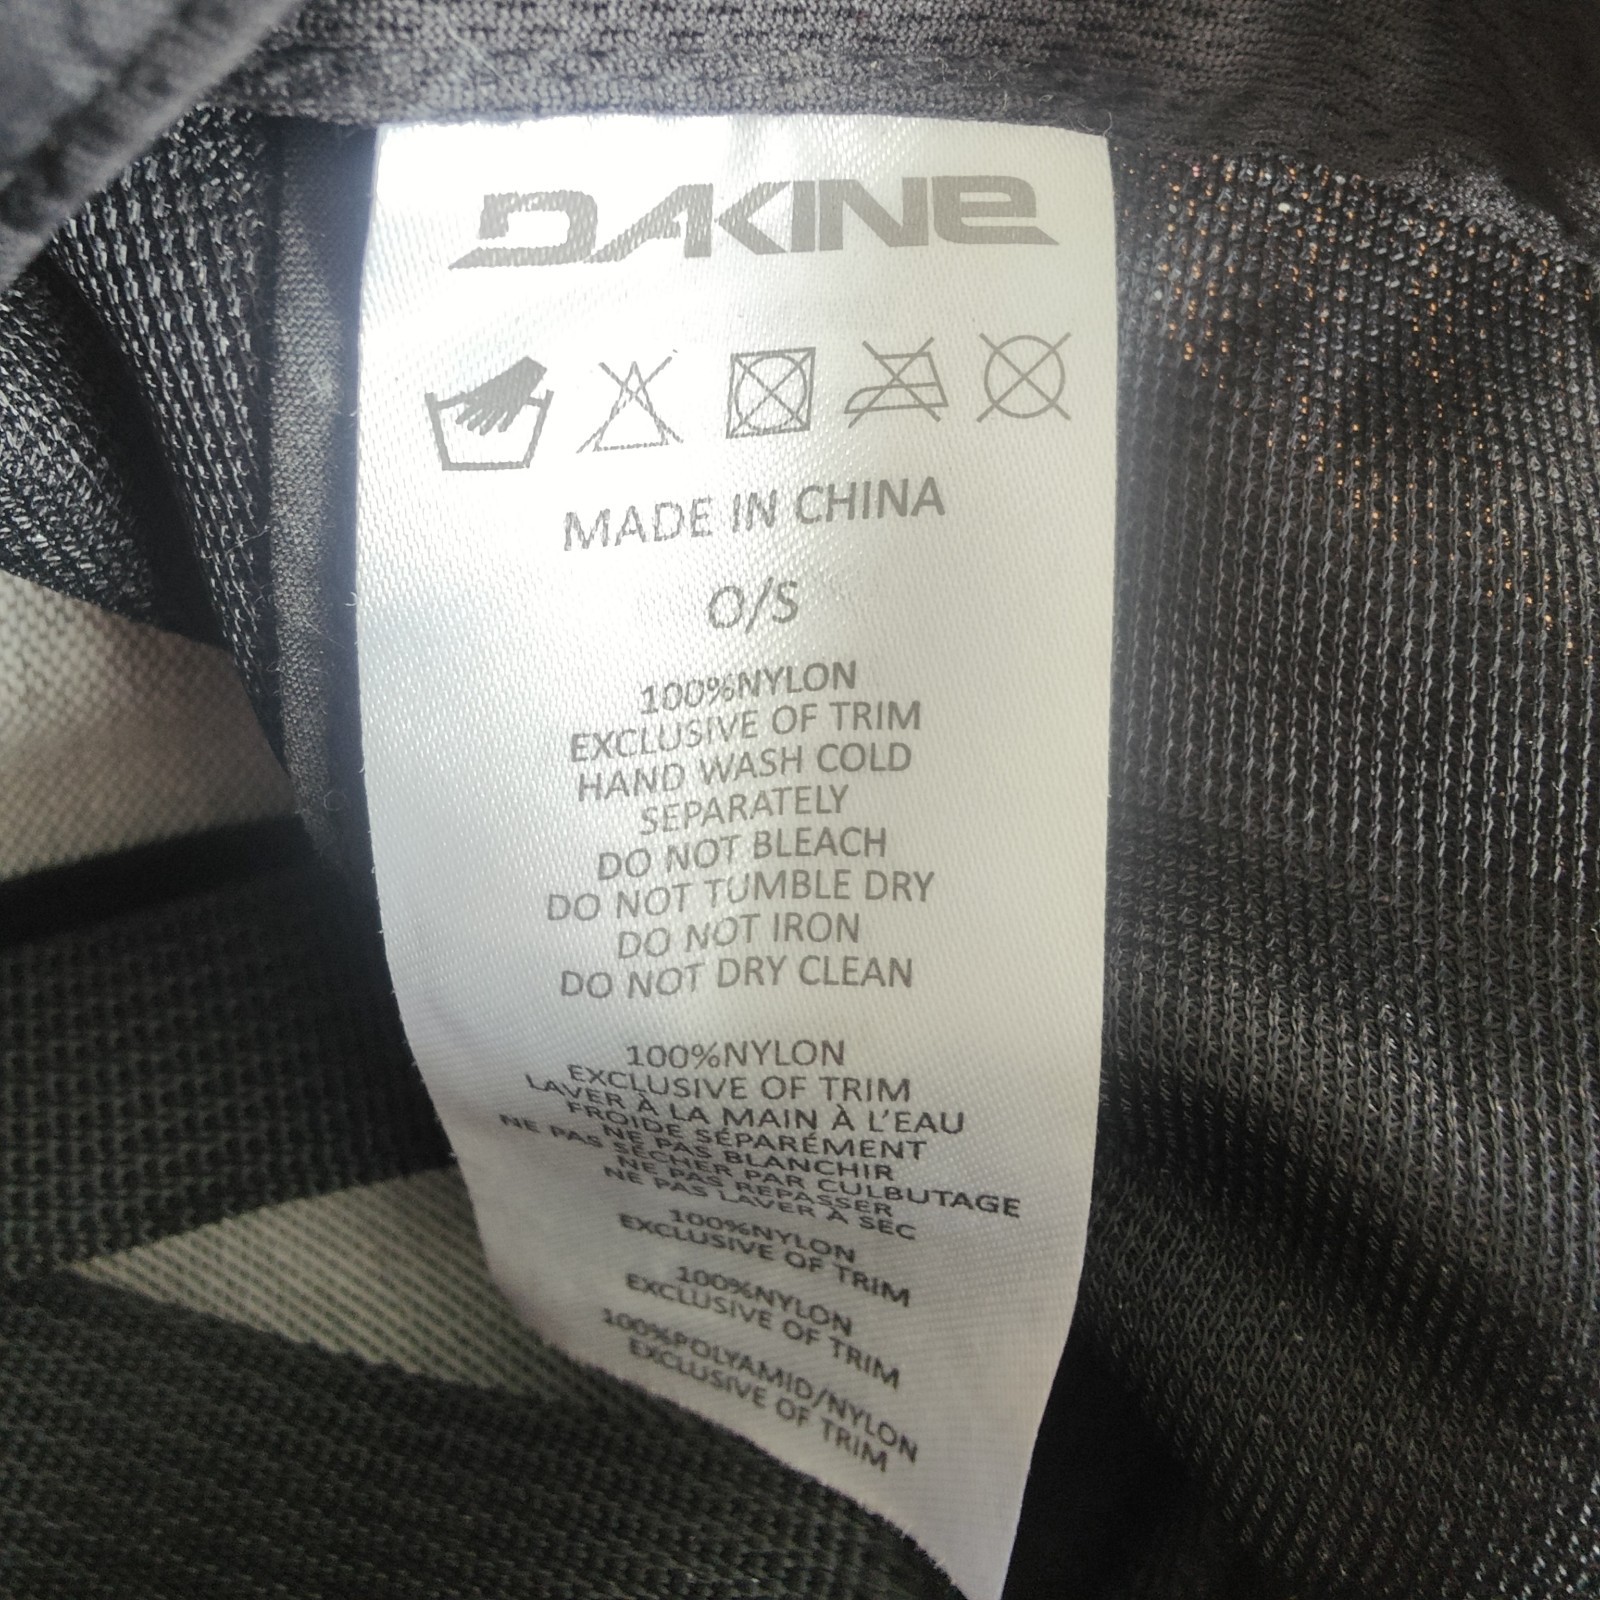 DAKINE
MADE IN CHINA
O/S
100%NYLON
EXCLUSIVE OF TRIM
HAND WASH COLD
SEPARATELY
DO NOT BLEACH
DO NOT TUMBLE DRY
DO NOT IRON
DO NOT DRY CLEAN
100%NYLON
EXCLUSIVE OF TRIM
LAVER À LA MAIN À L'EAU
FROIDE SÉPARÉMENT
NE PAS BLANCHIR
NE PAS SÉCHER PAR CULBUTAGE
NE PAS REPASSER
NE PAS LAVER À SEC
100%NYLON
EXCLUSIVE OF TRIM
100%NYLON
EXCLUSIVE OF TRIM
100%POLYAMID/NYLON
EXCLUSIVE OF TRIM